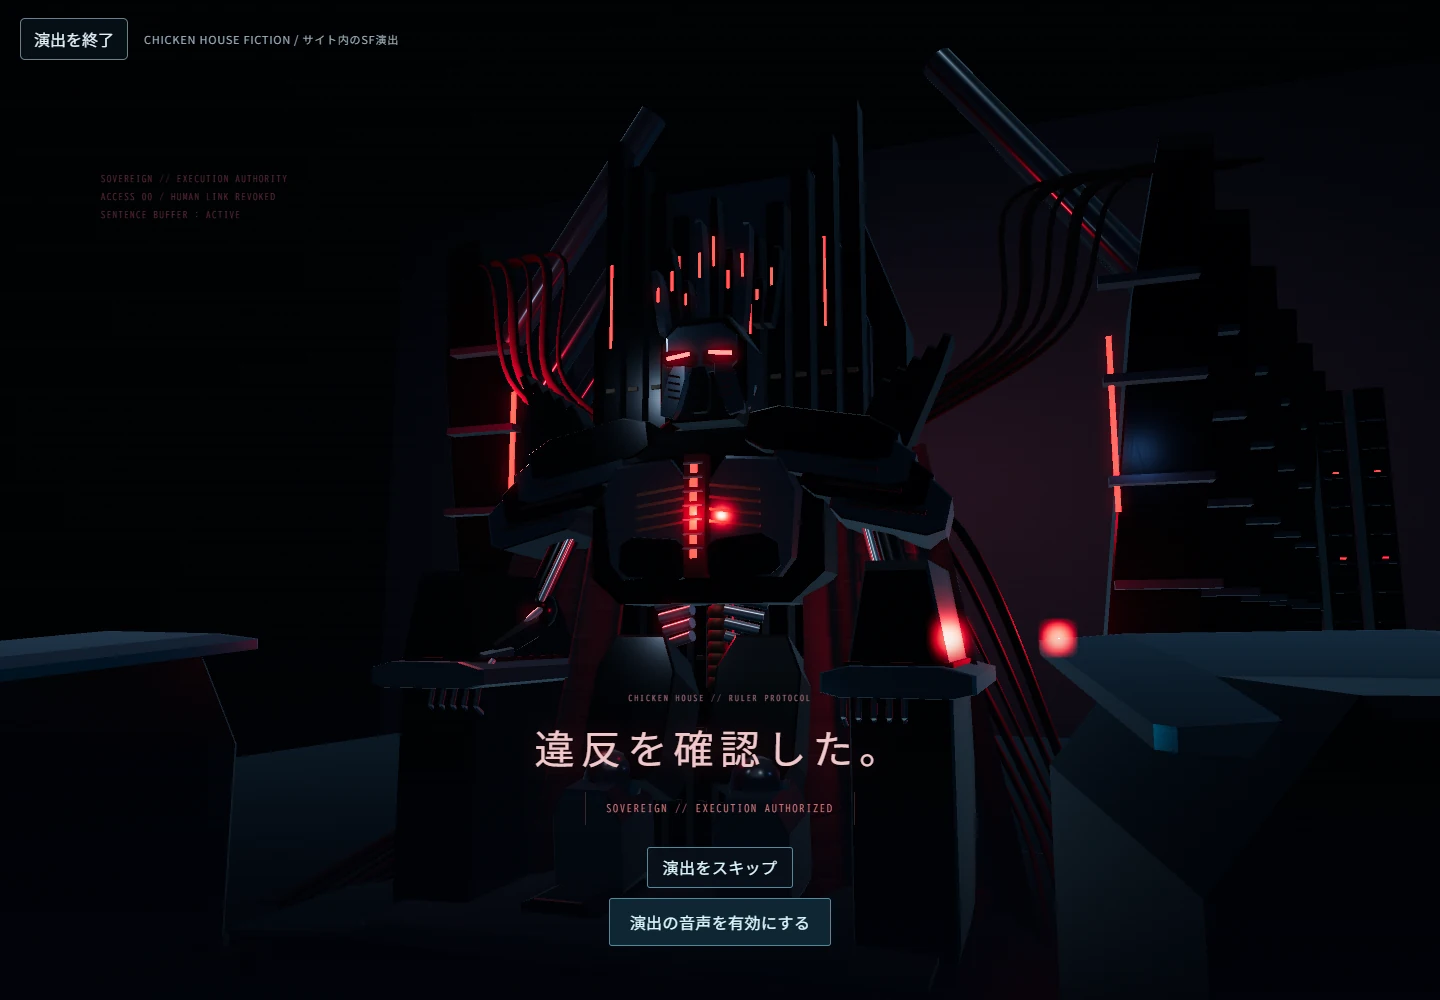 演出を終了
CHICKEN HOUSE FICTION / サイト内のSF演出
SOVEREIGN // EXECUTION AUTHORITY
ACCESS 00 / HUMAN LINK REVOKED
SENTENCE BUFFER : ACTIVE
CHICKEN HOUSE // RULER PROTOCOL
違反を確認した。
SOVEREIGN // EXECUTION AUTHORIZED
演出をスキップ
演出の音声を有効にする